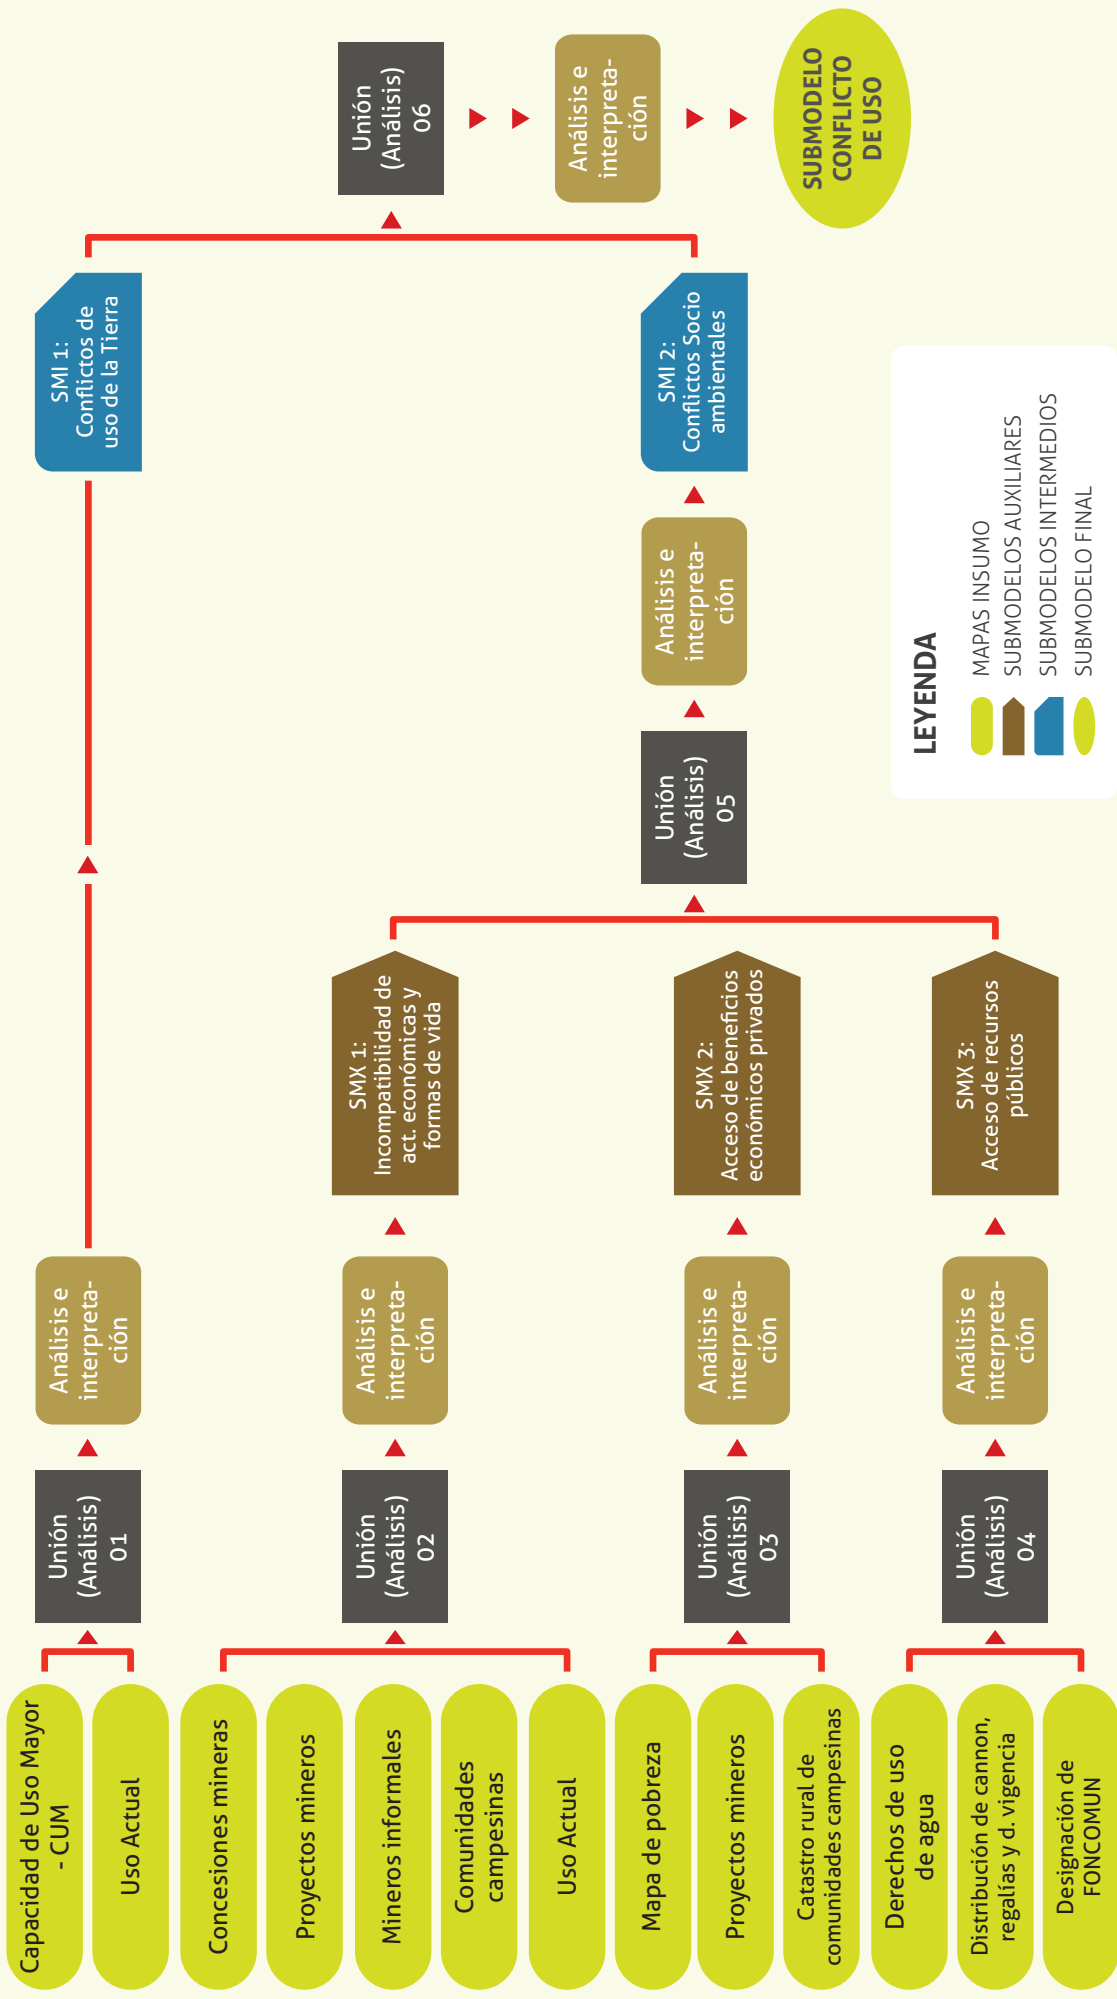 Capacidad de Uso Mayor
- CUM
Uso Actual
Concesiones mineras
Proyectos mineros
Mineros informales
Comunidades
campesinas
Uso Actual
Mapa de pobreza
Proyectos mineros
Catastro rural de
comunidades campesinas
Derechos de uso
de agua
Distribución de cannon,
regalías y d. vigencia
Designación de
FONCOMUN
Unión
(Análisis)
01
Unión
(Análisis)
02
Unión
(Análisis)
03
Unión
(Análisis)
04
Análisis e
interpreta-
ción
Análisis e
interpreta-
ción
Análisis e
interpreta-
ción
Análisis e
interpreta-
ción
SMX 1:
Incompatibilidad de
act. económicas y
formas de vida
SMX 2:
Acceso de beneficios
económicos privados
SMX 3:
Acceso de recursos
públicos
Unión
(Análisis)
05
Análisis e
interpreta-
ción
SMI 1:
Conflictos de
uso de la Tierra
SMI 2:
Conflictos Socio
ambientales
Unión
(Análisis)
06
Análisis e
interpreta-
ción
SUBMODELO
CONFLICTO
DE USO
LEYENDA
MAPAS INSUMO
SUBMODELOS AUXILIARES
SUBMODELOS INTERMEDIOS
SUBMODELO FINAL